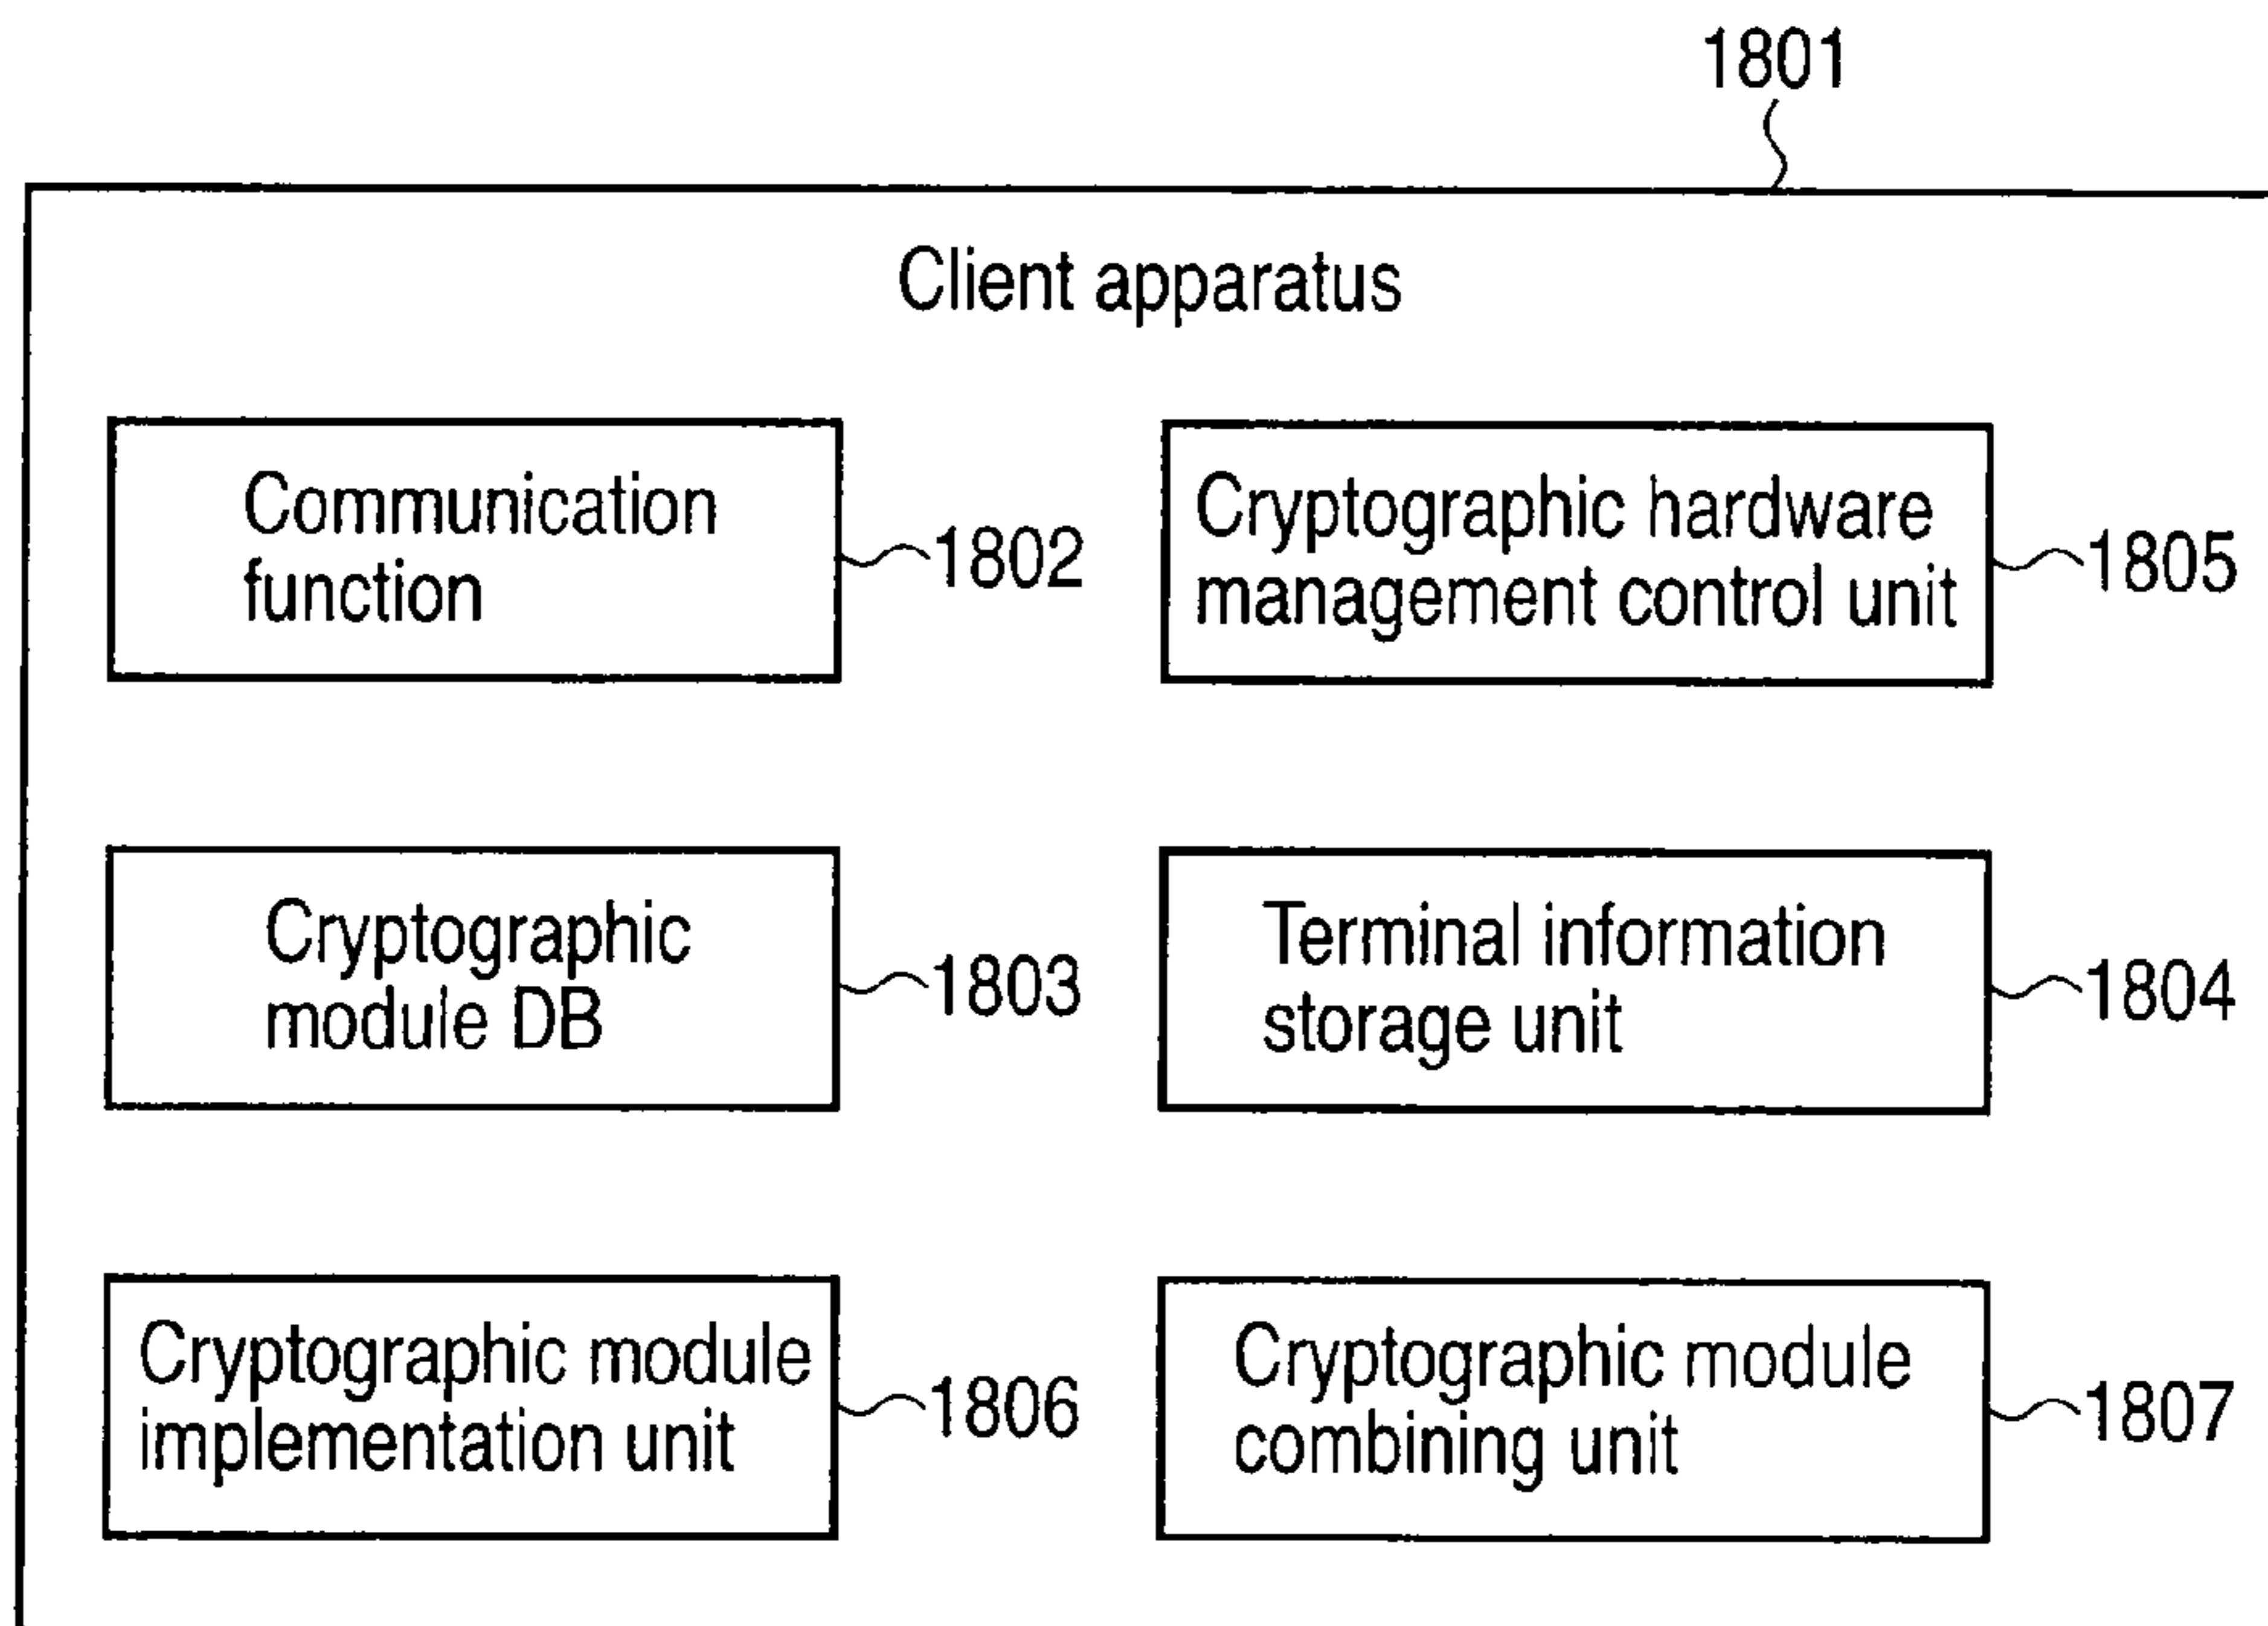 1801
Client apparatus
Communication
function
1802
Cryptographic hardware
management control unit
1805
Cryptographic
module DB
1803
Terminal information
storage unit
1804
Cryptographic module
implementation unit
1806
Cryptographic module
combining unit
1807